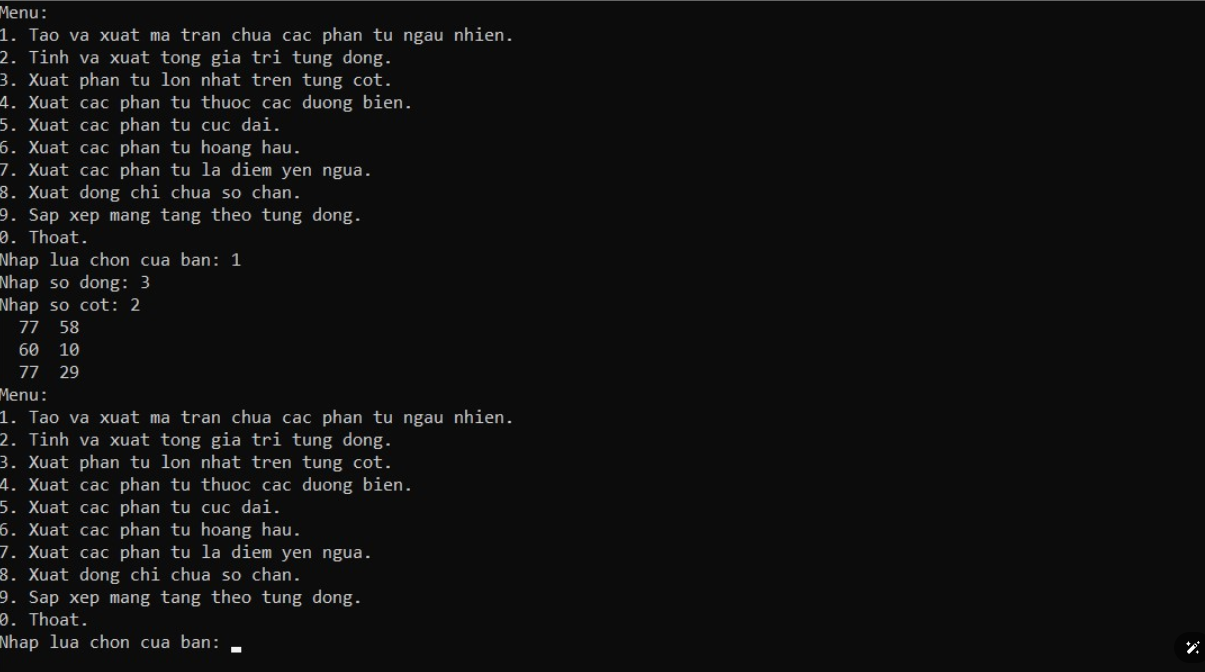 Menu:
1. Tao va xuat ma tran chua cac phan tu ngau nhien.
2. Tinh va xuat tong gia tri tung dong.
3. Xuat phan tu lon nhat tren tung cot.
4. Xuat cac phan tu thuoc cac duong bien.
5. Xuat cac phan tu cuc dai.
6. Xuat cac phan tu hoang hau.
7. Xuat cac phan tu la diem yen ngua.
8. Xuat dong chi chua so chan.
9. Sap xep mang tang theo tung dong.
0. Thoat.
Nhap lua chon cua ban: 1
Nhap so dong: 3
Nhap so cot: 2
77 58
60 10
77 29
Menu:
1. Tao va xuat ma tran chua cac phan tu ngau nhien.
2. Tinh va xuat tong gia tri tung dong.
3. Xuat phan tu lon nhat tren tung cot.
4. Xuat cac phan tu thuoc cac duong bien.
5. Xuat cac phan tu cuc dai.
6. Xuat cac phan tu hoang hau.
7. Xuat cac phan tu la diem yen ngua.
8. Xuat dong chi chua so chan.
9. Sap xep mang tang theo tung dong.
0. Thoat.
Nhap lua chon cua ban: